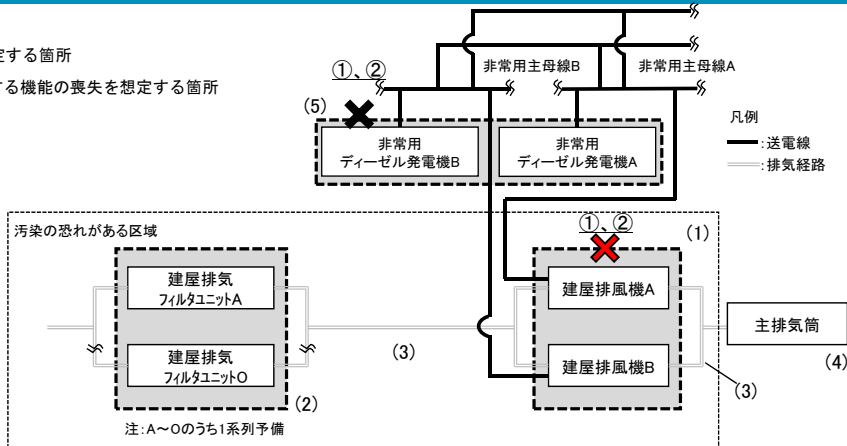 定する箇所
する機能の喪失を想定する箇所
①、②
(5)
非常用主母線B
非常用主母線A
非常用
ディーゼル発電機B
非常用
ディーゼル発電機A
凡例
:送電線
:排気経路
汚染の恐れがある区域
①、②
(1)
建屋排気
フィルタユニットA
建屋排気
フィルタユニットO
(2)
注:A~Oのうち1系列予備
(3)
建屋排風機A
建屋排風機B
(3)
主排気筒
(4)